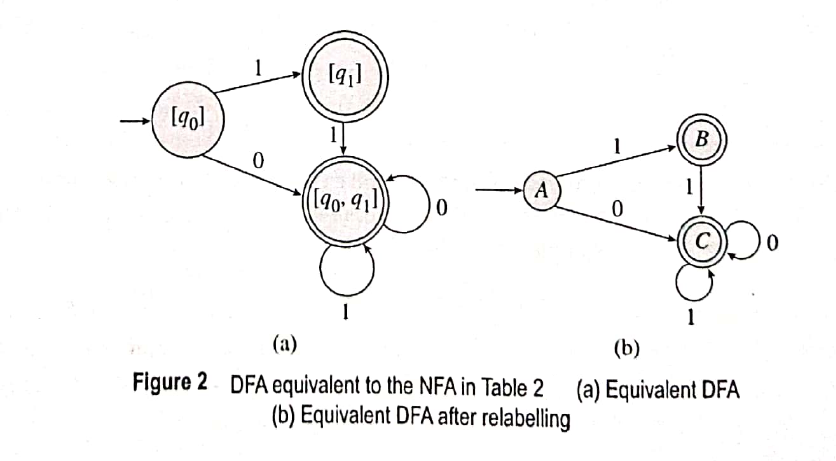 1
[q₁]
[q₀]
1
0
[q₀, q₁]
0
1
(a)
1
B
A
1
0
C
0
1
(b)
Figure 2 DFA equivalent to the NFA in Table 2 (a) Equivalent DFA
(b) Equivalent DFA after relabelling